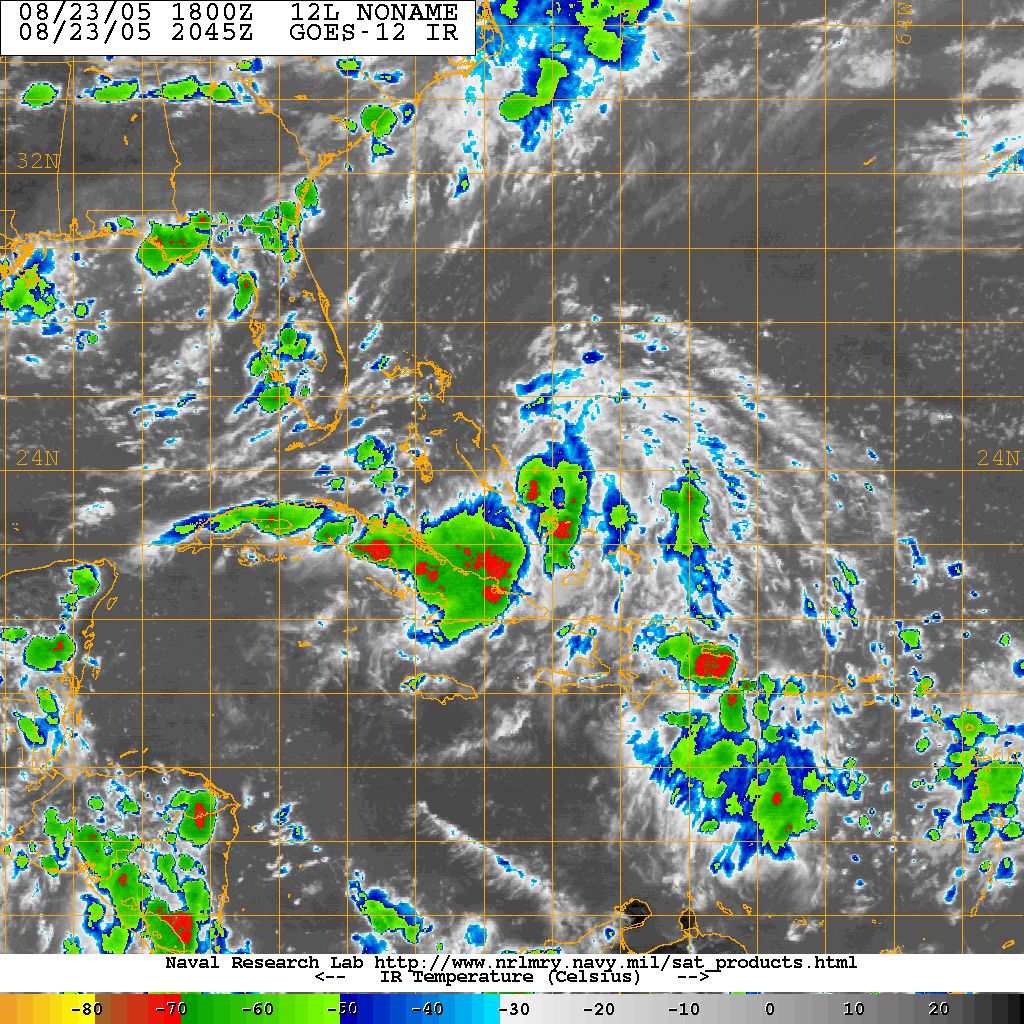 08/23/05 1800Z 12L NONAME
08/23/05 2045Z GOES-12 IR
64W
32N
24N 24N
Naval Research Lab http://www.nrlmry.navy.mil/sat_products.html
<-- IR Temperature (Celsius) -->
-80 -70 -60 -50 -40 -30 -20 -10 0 10 20